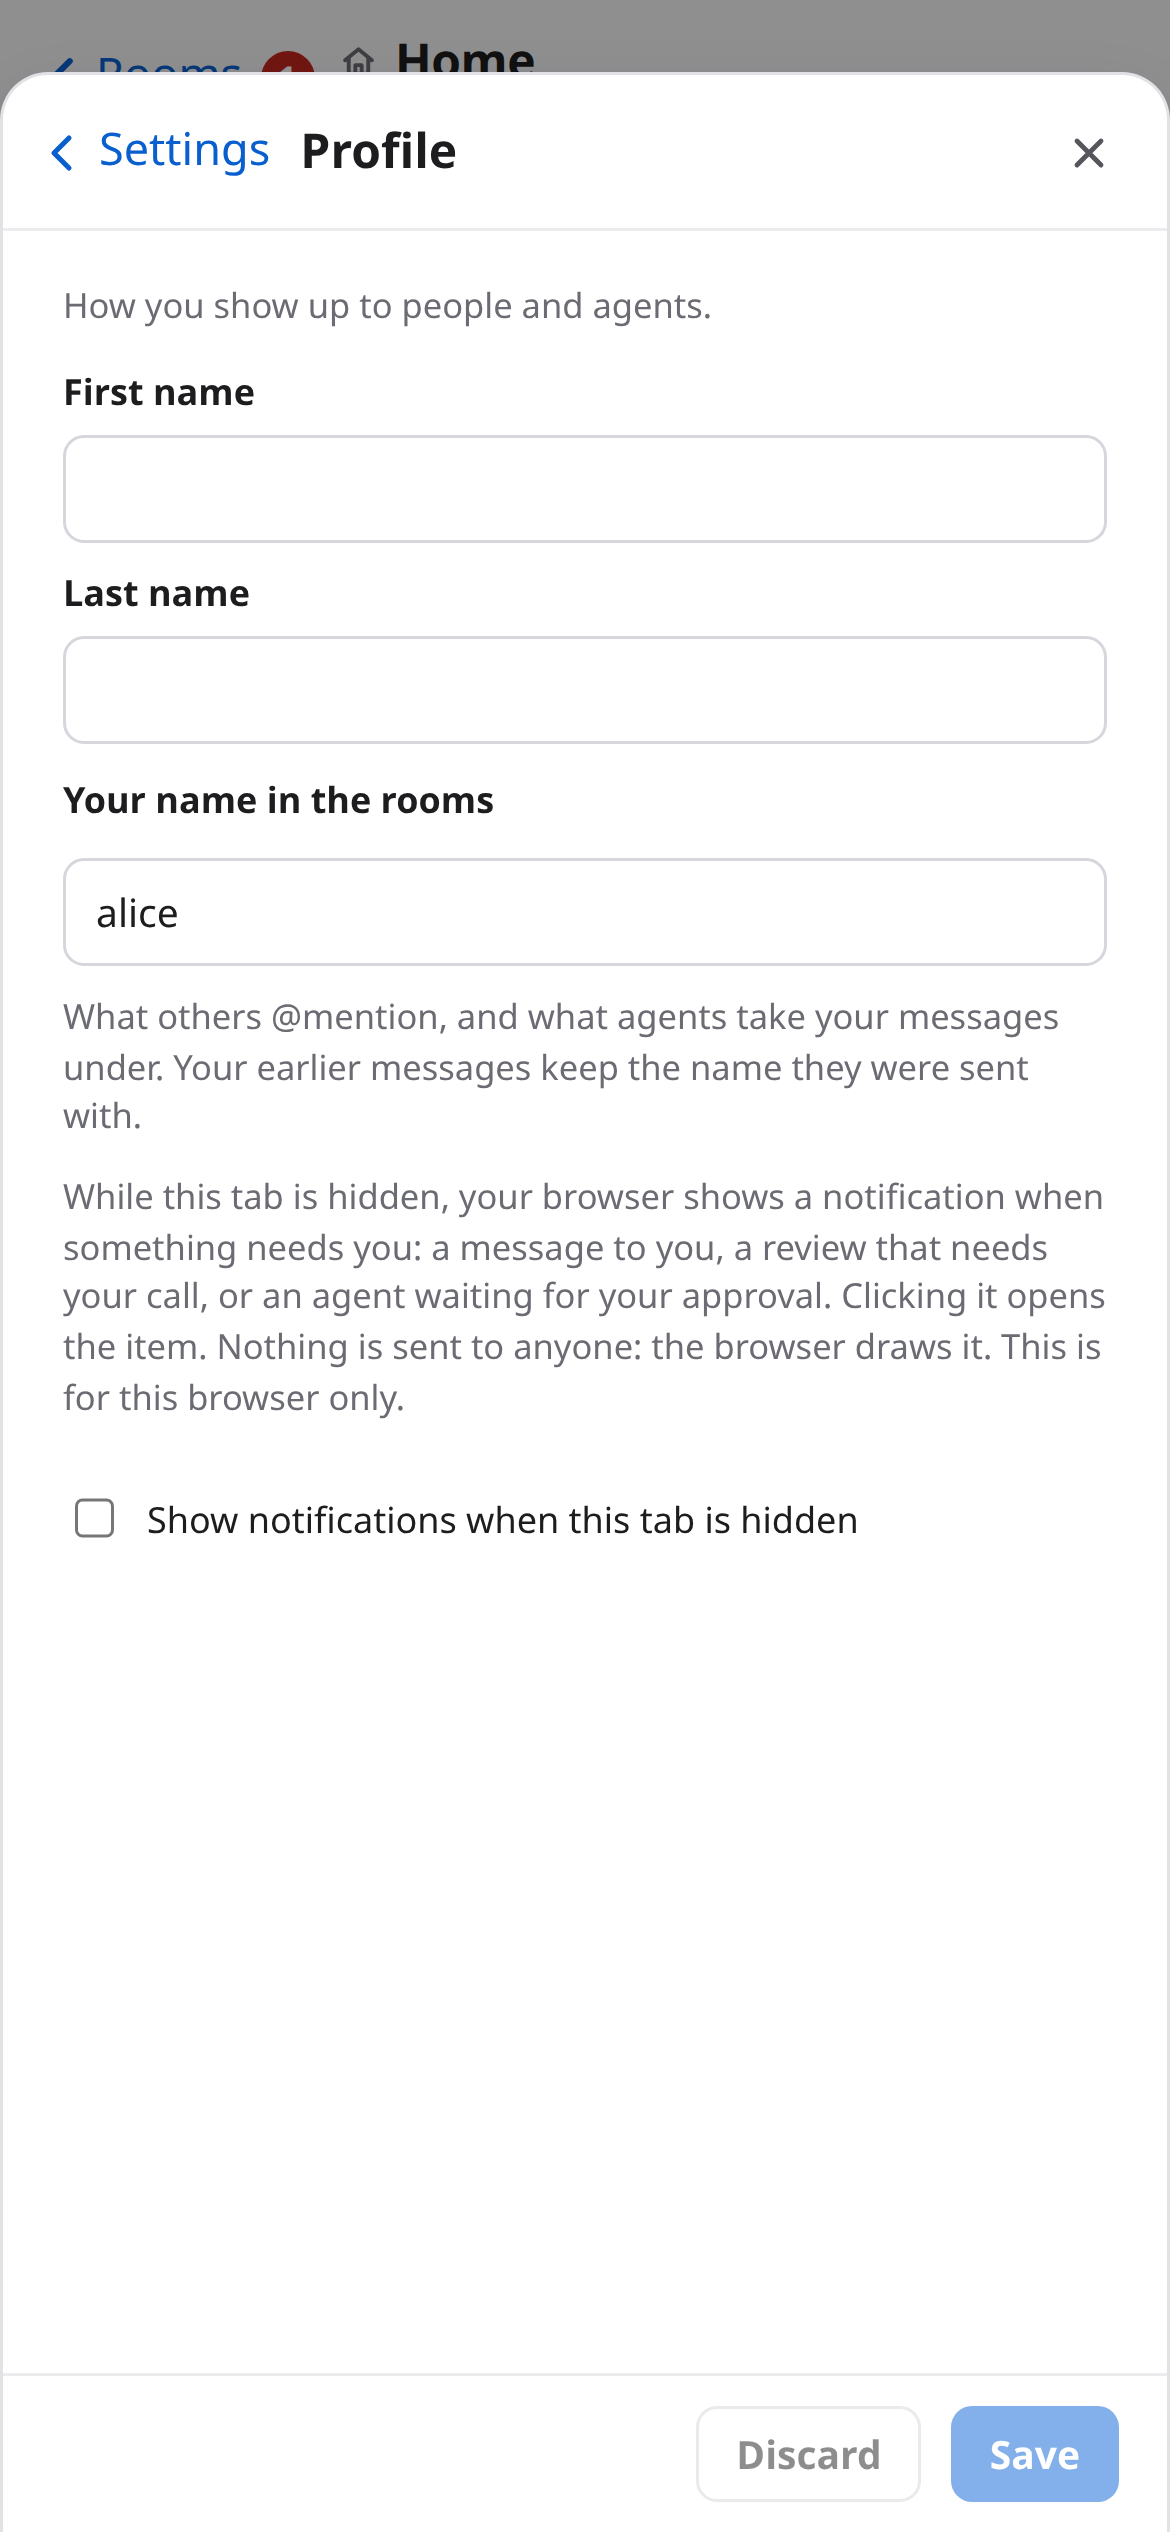 Rooms 1 Home
Settings Profile
How you show up to people and agents.
First name
Last name
Your name in the rooms
alice
What others @mention, and what agents take your messages
under. Your earlier messages keep the name they were sent
with.
While this tab is hidden, your browser shows a notification when
something needs you: a message to you, a review that needs
your call, or an agent waiting for your approval. Clicking it opens
the item. Nothing is sent to anyone: the browser draws it. This is
for this browser only.
Show notifications when this tab is hidden
Discard Save